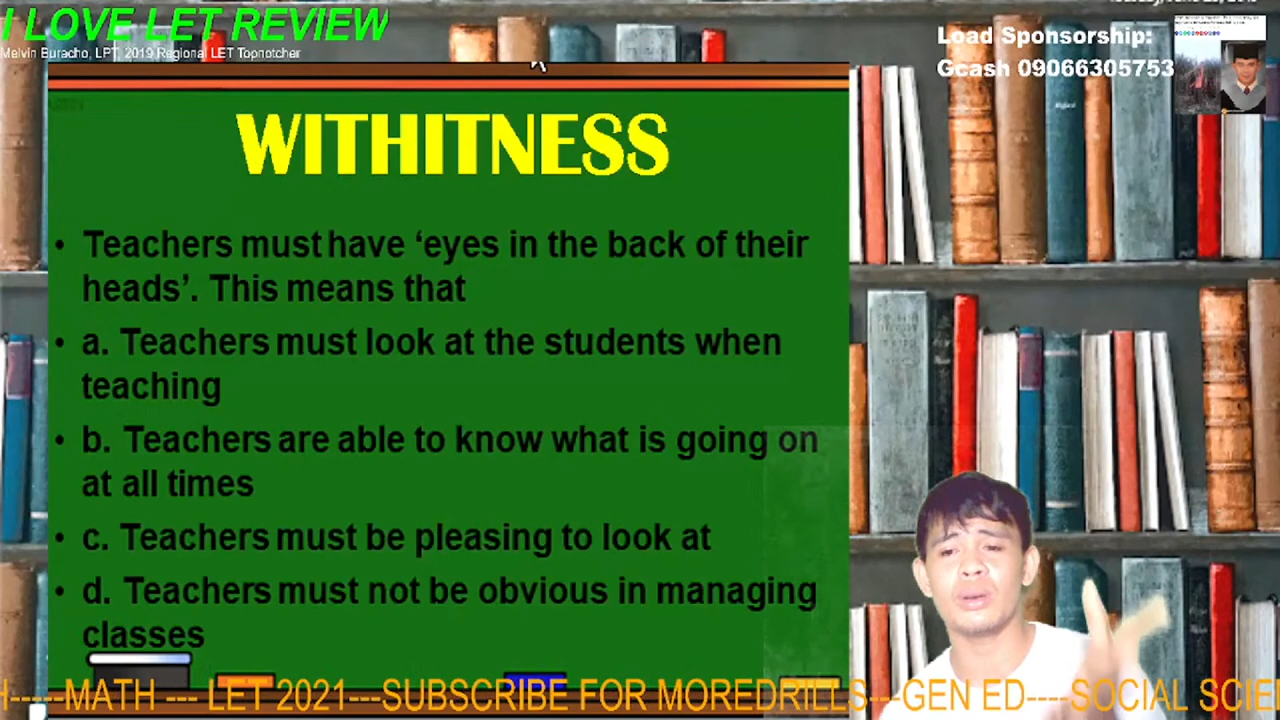 I LOVE LET REVIEW
Melvin Buracho, LPT, 2019 Regional LET Topnotcher
Load Sponsorship:
Gcash 09066305753
WITHITNESS
• Teachers must have ‘eyes in the back of their
heads’. This means that
• a. Teachers must look at the students when
teaching
• b. Teachers are able to know what is going on
at all times
• c. Teachers must be pleasing to look at
• d. Teachers must not be obvious in managing
classes
H-----MATH --- LET 2021---SUBSCRIBE FOR MOREDRILLS---GEN ED----SOCIAL SCIE